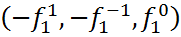 $(-f_1^1, -f_1^{-1}, f_1^0)$